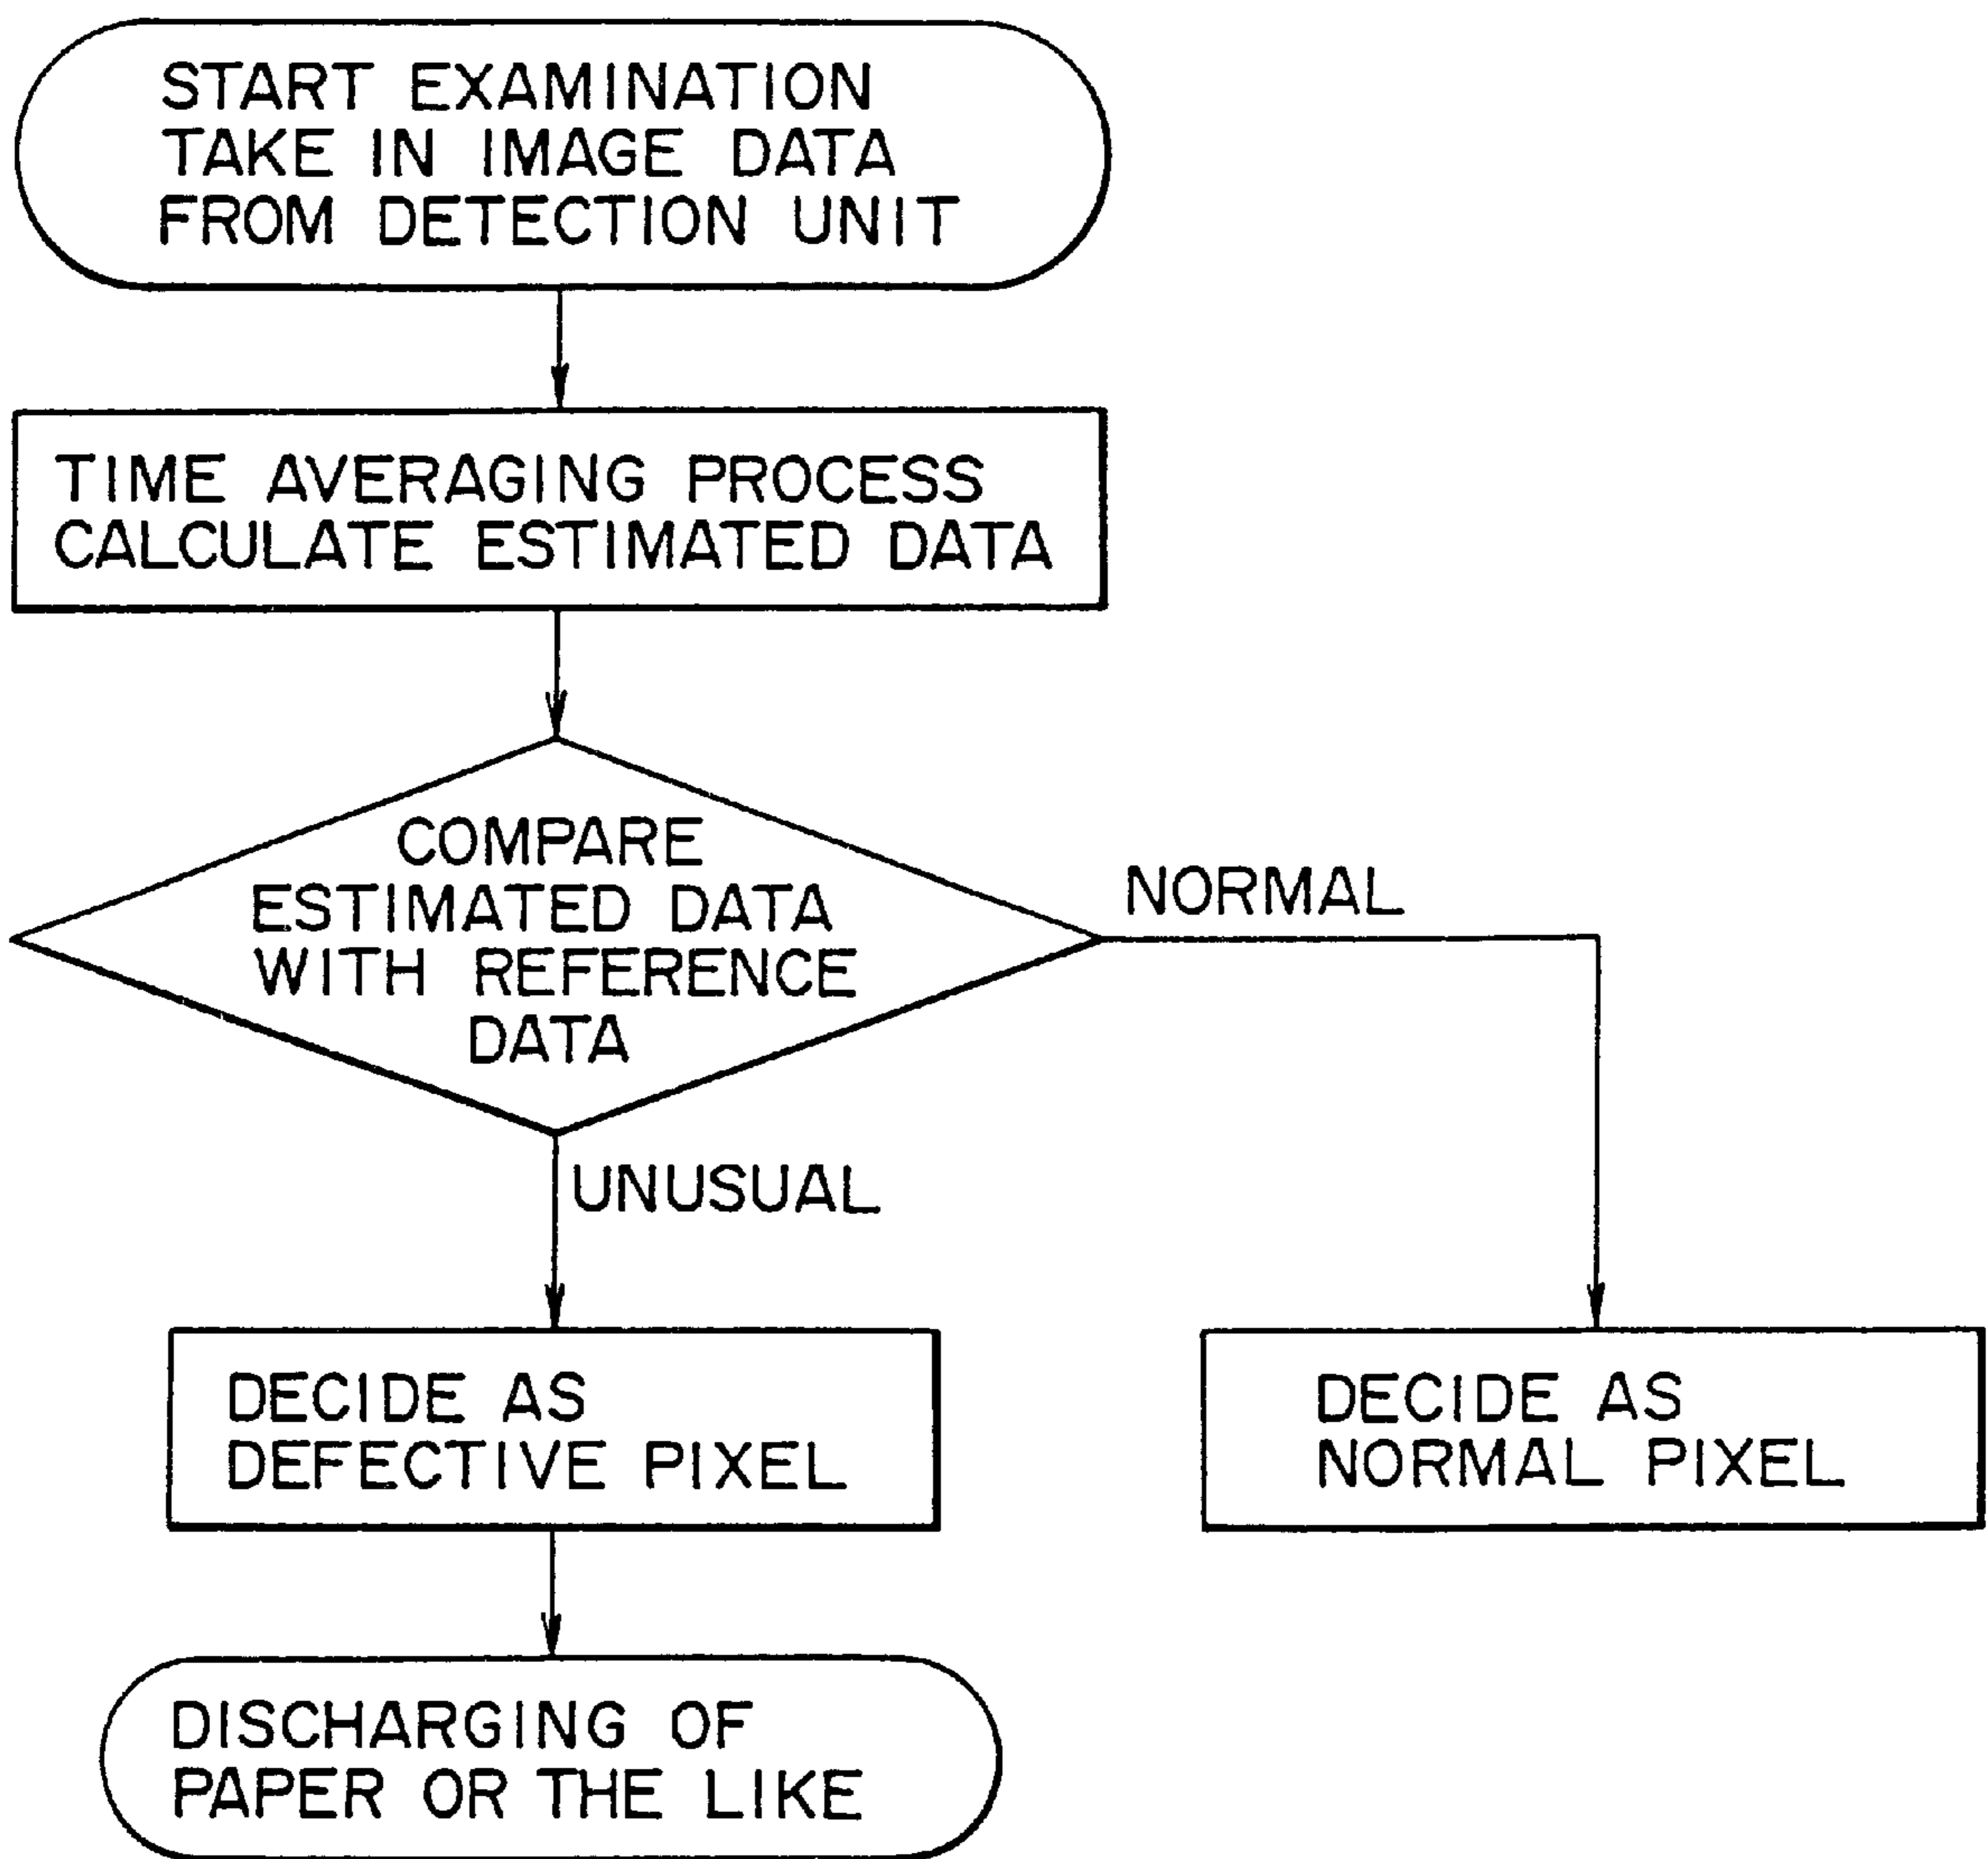 START EXAMINATION
TAKE IN IMAGE DATA
FROM DETECTION UNIT
TIME AVERAGING PROCESS
CALCULATE ESTIMATED DATA
COMPARE
ESTIMATED DATA
WITH REFERENCE
DATA
NORMAL
UNUSUAL
DECIDE AS
DEFECTIVE PIXEL
DECIDE AS
NORMAL PIXEL
DISCHARGING OF
PAPER OR THE LIKE